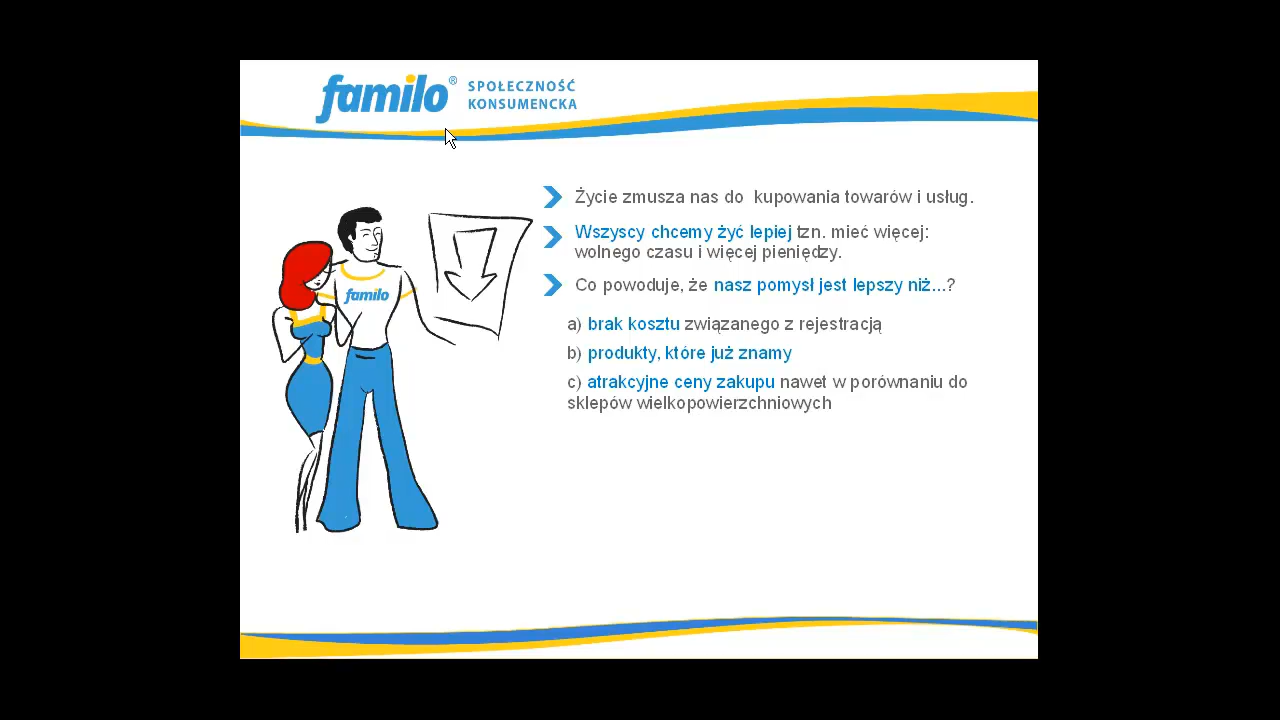 familo® SPOŁECZNOŚĆ
KONSUMENCKA
Życie zmusza nas do kupowania towarów i usług.
Wszyscy chcemy żyć lepiej tzn. mieć więcej:
wolnego czasu i więcej pieniędzy.
Co powoduje, że nasz pomysł jest lepszy niż...?
familo
a) brak kosztu związanego z rejestracją
b) produkty, które już znamy
c) atrakcyjne ceny zakupu nawet w porównaniu do
sklepów wielkopowierzchniowych